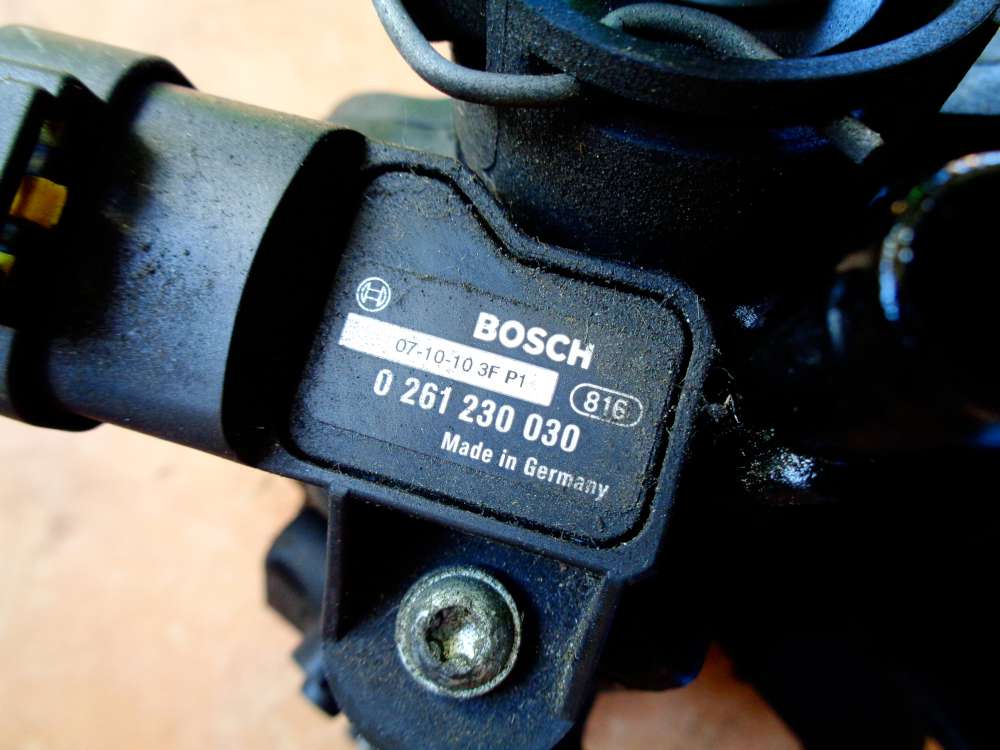 BOSCH
07-10-10 3F P1
816
0 261 230 030
Made in Germany